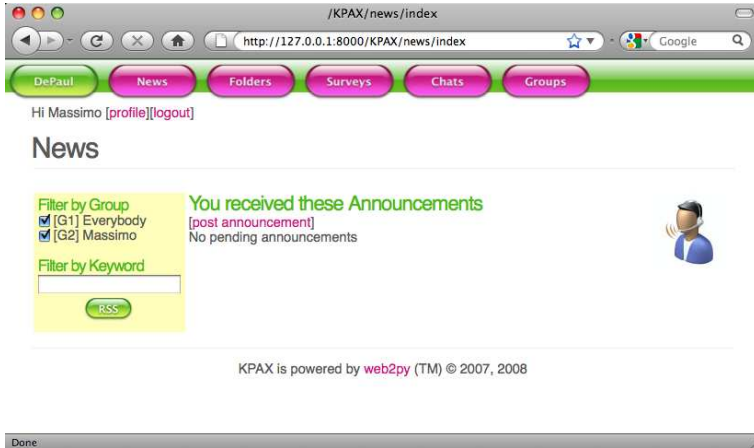 /KPAX/news/index
http://127.0.0.1:8000/KPAX/news/index Google
DePaul News Folders Surveys Chats Groups
Hi Massimo [profile][logout]
News
Filter by Group
[G1] Everybody
[G2] Massimo
Filter by Keyword
RSS
You received these Announcements
[post announcement]
No pending announcements
KPAX is powered by web2py (TM) © 2007, 2008
Done